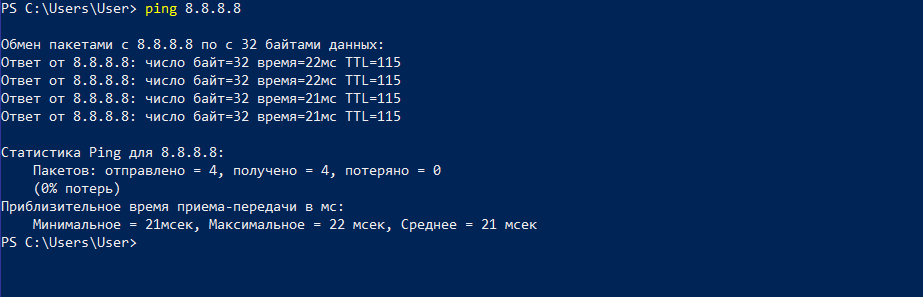 PS C:\Users\User> ping 8.8.8.8
Обмен пакетами с 8.8.8.8 по с 32 байтами данных:
Ответ от 8.8.8.8: число байт=32 время=22мс TTL=115
Ответ от 8.8.8.8: число байт=32 время=22мс TTL=115
Ответ от 8.8.8.8: число байт=32 время=21мс TTL=115
Ответ от 8.8.8.8: число байт=32 время=21мс TTL=115
Статистика Ping для 8.8.8.8:
Пакетов: отправлено = 4, получено = 4, потеряно = 0
(0% потерь)
Приблизительное время приема-передачи в мс:
Минимальное = 21мсек, Максимальное = 22 мсек, Среднее = 21 мсек
PS C:\Users\User>